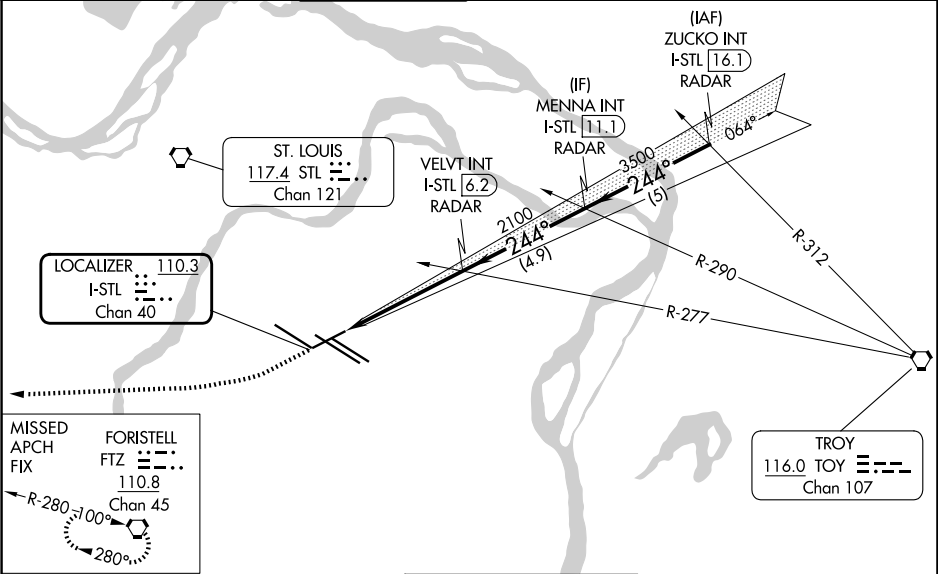 (IAF)
ZUCKO INT
I-STL 16.1
RADAR
(IF)
MENNA INT
I-STL 11.1
RADAR
064°
ST. LOUIS
117.4 STL
Chan 121
VELVT INT
I-STL 6.2
RADAR
3500
244°
(5)
2100
244°
(4.9)
R-312
R-290
R-277
LOCALIZER 110.3
I-STL
Chan 40
MISSED
APCH
FIX
FORISTELL
FTZ
110.8
Chan 45
R-280
100°
280°
TROY
116.0 TOY
Chan 107